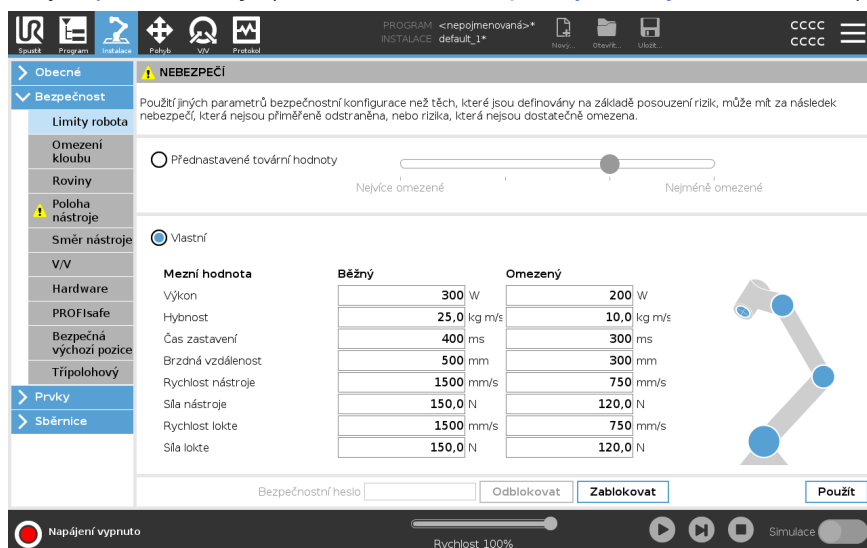 PROGRAM <nepojmenovaná>*
INSTALACE default_1*
CCCC
CCCC
Spustit Program Instalace Pohyb V/V Protokol Nový... Otevřít... Uložit...
Obecné
Bezpečnost
Limity robota
Omezení
kloubu
Roviny
Poloha
nástroje
Směr nástroje
V/V
Hardware
PROFIsafe
Bezpečná
výchozí pozice
Třípolohový
Prvky
Sběrnice
NEBEZPEČÍ
Použití jiných parametrů bezpečnostní konfigurace než těch, které jsou definovány na základě posouzení rizik, může mít za následek
nebezpečí, která nejsou přiměřeně odstraněna, nebo rizika, která nejsou dostatečně omezena.
Přednastavené tovární hodnoty
Nejvíce omezené Nejméně omezené
Vlastní
Mezní hodnota Běžný Omezený
Výkon 300 W 200 W
Hybnost 25,0 kg m/s 10,0 kg m/s
Čas zastavení 400 ms 300 ms
Brzdná vzdálenost 500 mm 300 mm
Rychlost nástroje 1500 mm/s 750 mm/s
Síla nástroje 150,0 N 120,0 N
Rychlost lokte 1500 mm/s 750 mm/s
Síla lokte 150,0 N 120,0 N
Bezpečnostní heslo Odblokovat Zablokovat Použít
Napájení vypnuto
Rychlost 100%
Simulace